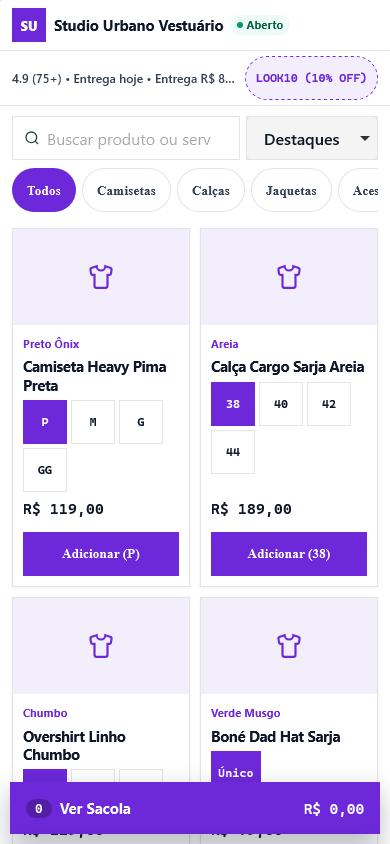 SU Studio Urbano Vestuário Aberto
4.9 (75+) • Entrega hoje • Entrega R$ 8... LOOK10 (10% OFF)
Buscar produto ou serv Destaques
Todos Camisetas Calças Jaquetas Aces
Preto Ônix
Camiseta Heavy Pima
Preta
P M G
GG
R$ 119,00
Adicionar (P)
Areia
Calça Cargo Sarja Areia
38 40 42
44
R$ 189,00
Adicionar (38)
Chumbo
Overshirt Linho
Chumbo
Verde Musgo
Boné Dad Hat Sarja
Único
0 Ver Sacola R$ 0,00